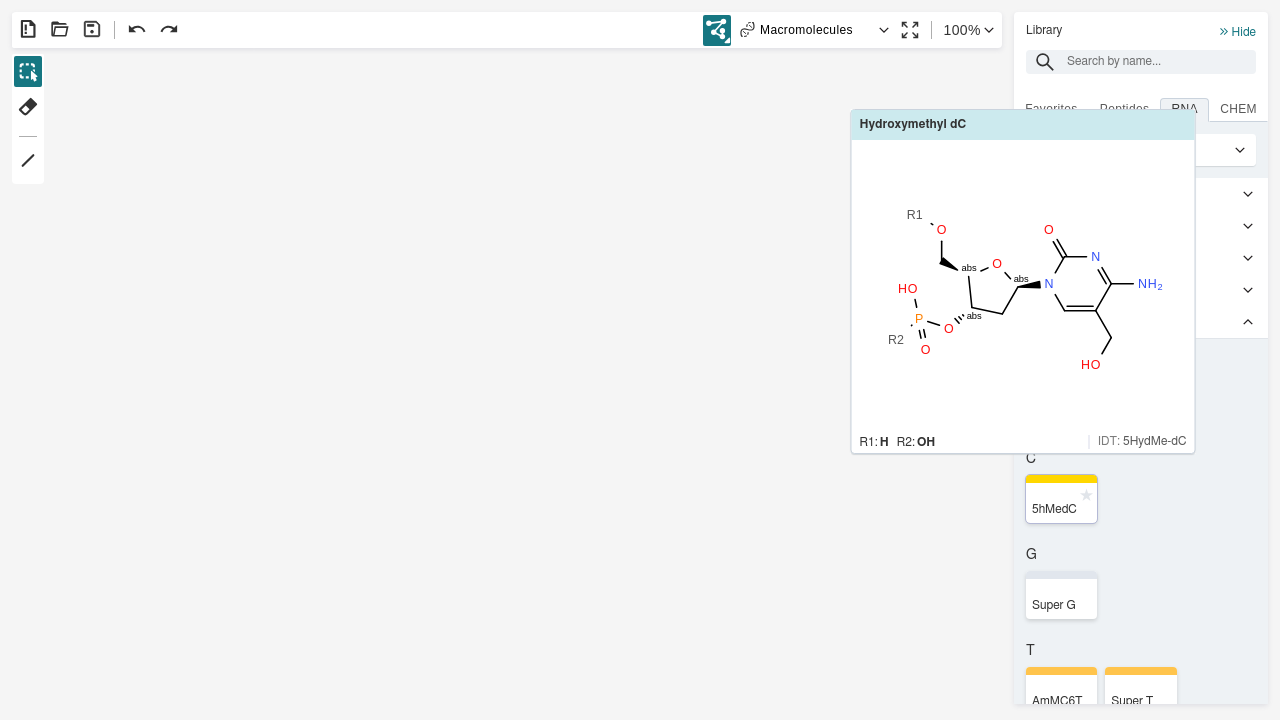 Macromolecules
100%
Library
Hide
Search by name...
Favorites Peptides RNA CHEM
Hydroxymethyl dC
R1
O
O
N
abs
O
abs
HO
N
NH2
P
O
abs
R2
O
HO
R1: H R2: OH
IDT: 5HydMe-dC
C
5hMedC
G
Super G
T
AmMC6T Super T